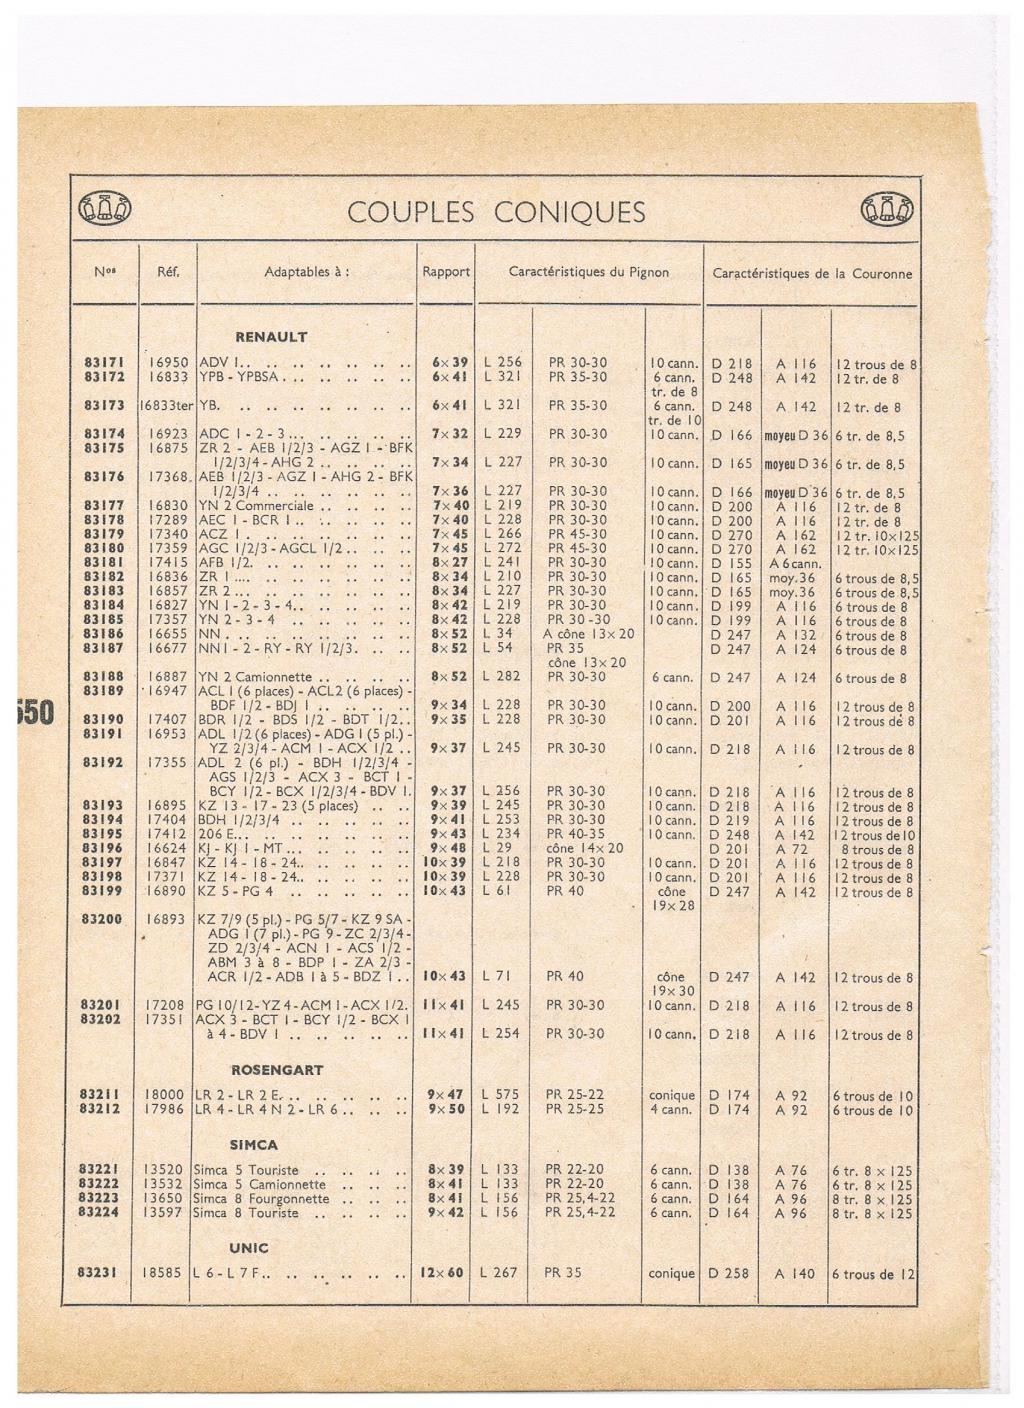 COUPLES CONIQUES
Nos Réf. Adaptables à : Rapport Caractéristiques du Pignon Caractéristiques de la Couronne
RENAULT
83171 16950 ADV 1.. .. .. .. .. .. .. 6×39 L 256 PR 30-30 10 cann. D 218 A 116 12 trous de 8
83172 16833 YPB - YPBSA . .. .. .. .. .. 6×41 L 321 PR 35-30 6 cann. D 248 A 142 12 tr. de 8
tr. de 8
83173 16833ter YB. .. .. .. .. .. .. .. 6×41 L 321 PR 35-30 6 cann. D 248 A 142 12 tr. de 8
tr. de 10
83174 16923 ADC 1 - 2 - 3 ... .. .. .. .. 7×32 L 229 PR 30-30 10 cann. D 166 moyeu D 36 6 tr. de 8,5
83175 16875 ZR 2 - AEB 1/2/3 - AGZ 1 - BFK
1/2/3/4 - AHG 2 .. .. .. .. 7×34 L 227 PR 30-30 10 cann. D 165 moyeu D 36 6 tr. de 8,5
83176 17368. AEB 1/2/3 - AGZ 1 - AHG 2 - BFK
1/2/3/4 .. .. .. .. .. .. 7×36 L 227 PR 30-30 10 cann. D 166 moyeu D 36 6 tr. de 8,5
83177 16830 YN 2 Commerciale .. .. .. .. 7×40 L 219 PR 30-30 10 cann. D 200 A 116 12 tr. de 8
83178 17289 AEC 1 - BCR 1 .. .. .. .. .. 7×40 L 228 PR 30-30 10 cann. D 200 A 116 12 tr. de 8
83179 17340 ACZ 1 . .. .. .. .. .. .. 7×45 L 266 PR 45-30 10 cann. D 270 A 162 12 tr. 10×125
83180 17359 AGC 1/2/3 - AGCL 1/2 .. .. .. 7×45 L 272 PR 45-30 10 cann. D 270 A 162 12 tr. 10×125
83181 17415 AFB 1/2. .. .. .. .. .. .. 8×27 L 241 PR 30-30 10 cann. D 155 A 6 cann.
83182 16836 ZR 1 .... .. .. .. .. .. .. 8×34 L 210 PR 30-30 10 cann. D 165 moy.36 6 trous de 8,5
83183 16857 ZR 2 ... .. .. .. .. .. .. 8×34 L 227 PR 30-30 10 cann. D 165 moy.36 6 trous de 8,5
83184 16827 YN 1 - 2 - 3 - 4.. .. .. .. .. 8×42 L 219 PR 30-30 10 cann. D 199 A 116 6 trous de 8
83185 17357 YN 2 - 3 - 4 .. .. .. .. .. 8×42 L 228 PR 30-30 10 cann. D 199 A 116 6 trous de 8
83186 16655 NN . .. .. .. .. .. .. .. 8×52 L 34 A cône 13×20 D 247 A 132 6 trous de 8
83187 16677 NN1 - 2 - RY - RY 1/2/3. .. .. 8×52 L 54 PR 35 D 247 A 124 6 trous de 8
cône 13×20
83188 16887 YN 2 Camionnette .. .. .. .. 8×52 L 282 PR 30-30 6 cann. D 247 A 124 6 trous de 8
83189 16947 ACL 1 (6 places) - ACL2 (6 places) -
BDF 1/2 - BDJ 1 .. .. .. .. 9×34 L 228 PR 30-30 10 cann. D 200 A 116 12 trous de 8
550
83190 17407 BDR 1/2 - BDS 1/2 - BDT 1/2.. 9×35 L 228 PR 30-30 10 cann. D 201 A 116 12 trous de 8
83191 16953 ADL 1/2 (6 places) - ADG 1 (5 pl.) -
YZ 2/3/4 - ACM 1 - ACX 1/2 .. 9×37 L 245 PR 30-30 10 cann. D 218 A 116 12 trous de 8
83192 17355 ADL 2 (6 pl.) - BDH 1/2/3/4 -
AGS 1/2/3 - ACX 3 - BCT 1 -
BCY 1/2 - BCX 1/2/3/4 - BDV 1. 9×37 L 256 PR 30-30 10 cann. D 218 A 116 12 trous de 8
83193 16895 KZ 13 - 17 - 23 (5 places) .. .. 9×39 L 245 PR 30-30 10 cann. D 218 A 116 12 trous de 8
83194 17404 BDH 1/2/3/4 .. .. .. .. .. 9×41 L 253 PR 30-30 10 cann. D 219 A 116 12 trous de 8
83195 17412 206 E... .. .. .. .. .. .. 9×43 L 234 PR 40-35 10 cann. D 248 A 142 12 trous de10
83196 16624 KJ - KJ 1 - MT ... .. .. .. .. 9×48 L 29 cône 14×20 D 201 A 72 8 trous de 8
83197 16847 KZ 14 - 18 - 24.. .. .. .. .. 10×39 L 218 PR 30-30 10 cann. D 201 A 116 12 trous de 8
83198 17371 KZ 14 - 18 - 24.. .. .. .. .. 10×39 L 228 PR 30-30 10 cann. D 201 A 116 12 trous de 8
83199 16890 KZ 5 - PG 4 .. .. .. .. .. 10×43 L 61 PR 40 cône D 247 A 142 12 trous de 8
19×28
83200 16893 KZ 7/9 (5 pl.) - PG 5/7 - KZ 9 SA -
ADG 1 (7 pl.) - PG 9 - ZC 2/3/4 -
ZD 2/3/4 - ACN 1 - ACS 1/2 -
ABM 3 à 8 - BDP 1 - ZA 2/3 -
ACR 1/2 - ADB 1 à 5 - BDZ 1 .. 10×43 L 71 PR 40 cône D 247 A 142 12 trous de 8
19×30
83201 17208 PG 10/12 - YZ 4 - ACM 1 - ACX 1/2. 11×41 L 245 PR 30-30 10 cann. D 218 A 116 12 trous de 8
83202 17351 ACX 3 - BCT 1 - BCY 1/2 - BCX 1
à 4 - BDV 1 .. .. .. .. .. 11×41 L 254 PR 30-30 10 cann. D 218 A 116 12 trous de 8
ROSENGART
83211 18000 LR 2 - LR 2 E. .. .. .. .. .. 9×47 L 575 PR 25-22 conique D 174 A 92 6 trous de 10
83212 17986 LR 4 - LR 4 N 2 - LR 6 .. .. .. 9×50 L 192 PR 25-25 4 cann. D 174 A 92 6 trous de 10
SIMCA
83221 13520 Simca 5 Touriste .. .. .. .. 8×39 L 133 PR 22-20 6 cann. D 138 A 76 6 tr. 8 × 125
83222 13532 Simca 5 Camionnette .. .. .. 8×41 L 133 PR 22-20 6 cann. D 138 A 76 6 tr. 8 × 125
83223 13650 Simca 8 Fourgonnette .. .. .. 8×41 L 156 PR 25,4-22 6 cann. D 164 A 96 8 tr. 8 × 125
83224 13597 Simca 8 Touriste .. .. .. .. 9×42 L 156 PR 25,4-22 6 cann. D 164 A 96 8 tr. 8 × 125
UNIC
83231 18585 L 6 - L 7 F.. .. .. .. .. .. 12×60 L 267 PR 35 conique D 258 A 140 6 trous de 12